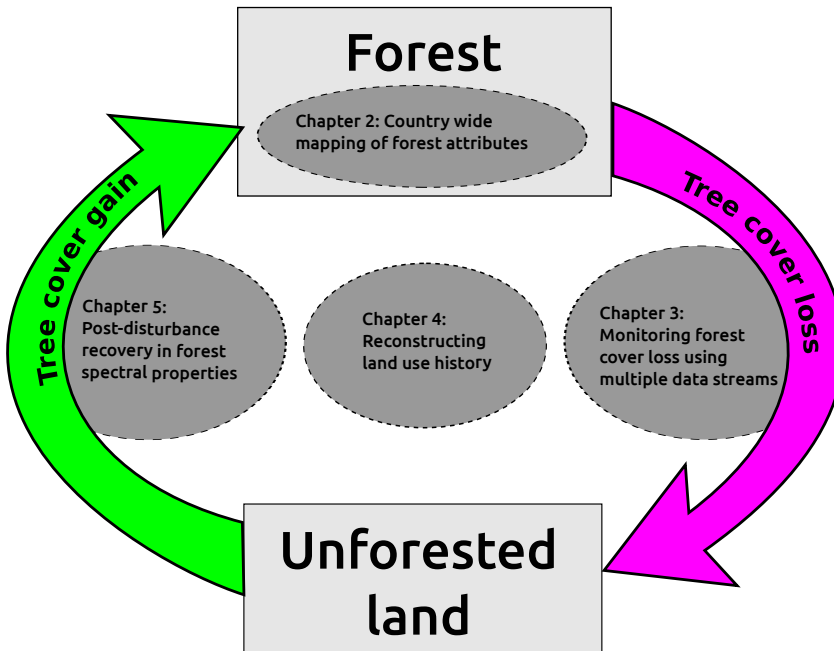 Forest
Chapter 2: Country wide
mapping of forest attributes
Tree cover gain
Tree cover loss
Chapter 5:
Post-disturbance
recovery in forest
spectral properties
Chapter 4:
Reconstructing
land use history
Chapter 3:
Monitoring forest
cover loss using
multiple data streams
Unforested
land